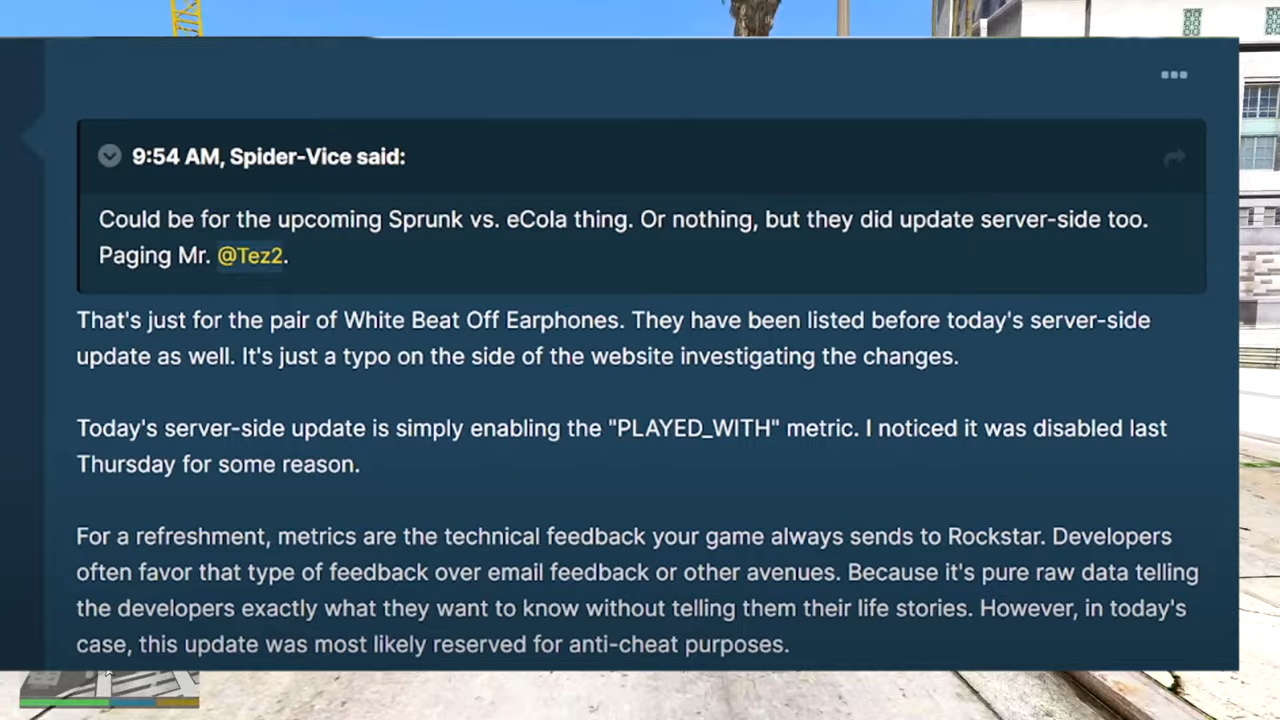 9:54 AM, Spider-Vice said:
Could be for the upcoming Sprunk vs. eCola thing. Or nothing, but they did update server-side too.
Paging Mr. @Tez2.
That's just for the pair of White Beat Off Earphones. They have been listed before today's server-side
update as well. It's just a typo on the side of the website investigating the changes.
Today's server-side update is simply enabling the "PLAYED_WITH" metric. I noticed it was disabled last
Thursday for some reason.
For a refreshment, metrics are the technical feedback your game always sends to Rockstar. Developers
often favor that type of feedback over email feedback or other avenues. Because it's pure raw data telling
the developers exactly what they want to know without telling them their life stories. However, in today's
case, this update was most likely reserved for anti-cheat purposes.